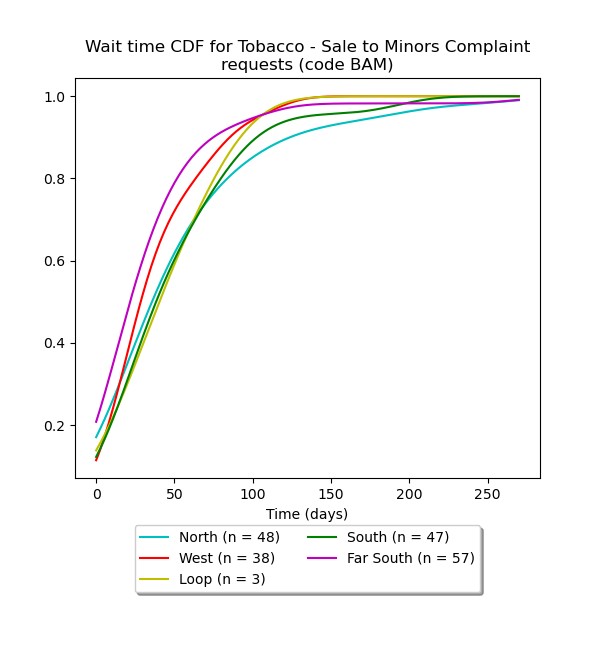 Wait time CDF for Tobacco - Sale to Minors Complaint
requests (code BAM)
1.0
0.8
0.6
0.4
0.2
0 50 100 150 200 250
Time (days)
North (n = 48) South (n = 47)
West (n = 38) Far South (n = 57)
Loop (n = 3)